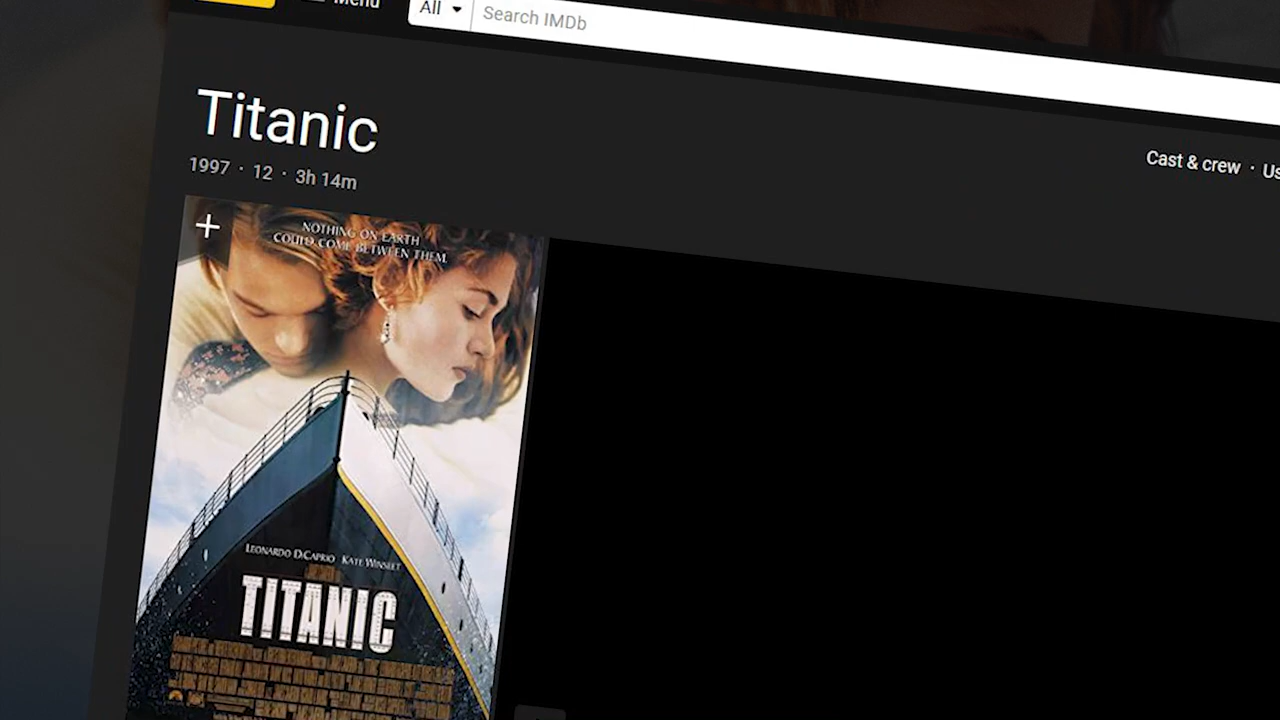 Menu
All
Search IMDb
Titanic
1997 · 12 · 3h 14m
Cast & crew ·
NOTHING ON EARTH
COULD COME BETWEEN THEM.
LEONARDO DICAPRIO KATE WINSLET
TITANIC